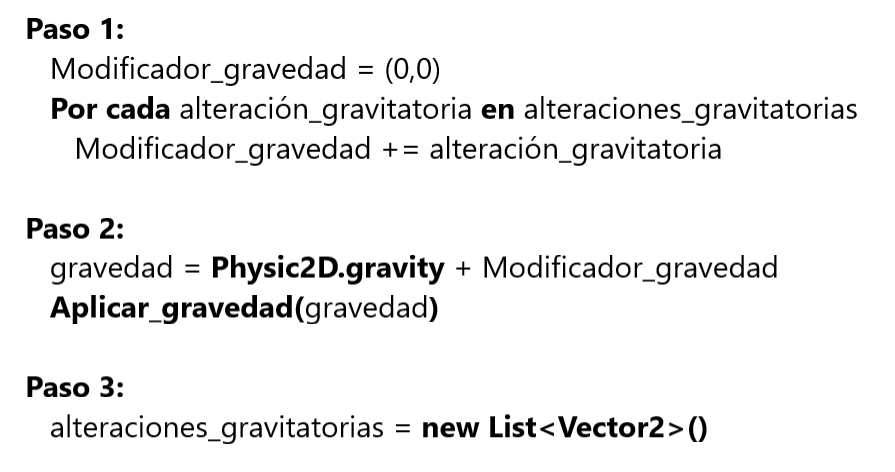 Paso 1:
Modificador_gravedad = (0,0)
Por cada alteración_gravitatoria en alteraciones_gravitatorias
Modificador_gravedad += alteración_gravitatoria
Paso 2:
gravedad = Physic2D.gravity + Modificador_gravedad
Aplicar_gravedad(gravedad)
Paso 3:
alteraciones_gravitatorias = new List<Vector2>()